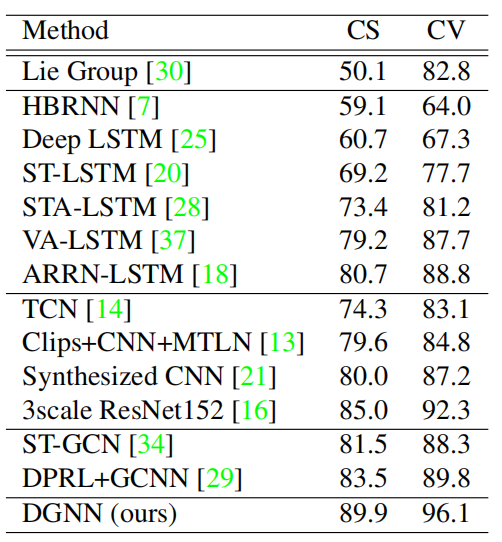 Method CS CV
Lie Group [30] 50.1 82.8
HBRNN [7] 59.1 64.0
Deep LSTM [25] 60.7 67.3
ST-LSTM [20] 69.2 77.7
STA-LSTM [28] 73.4 81.2
VA-LSTM [37] 79.2 87.7
ARRN-LSTM [18] 80.7 88.8
TCN [14] 74.3 83.1
Clips+CNN+MTLN [13] 79.6 84.8
Synthesized CNN [21] 80.0 87.2
3scale ResNet152 [16] 85.0 92.3
ST-GCN [34] 81.5 88.3
DPRL+GCNN [29] 83.5 89.8
DGNN (ours) 89.9 96.1